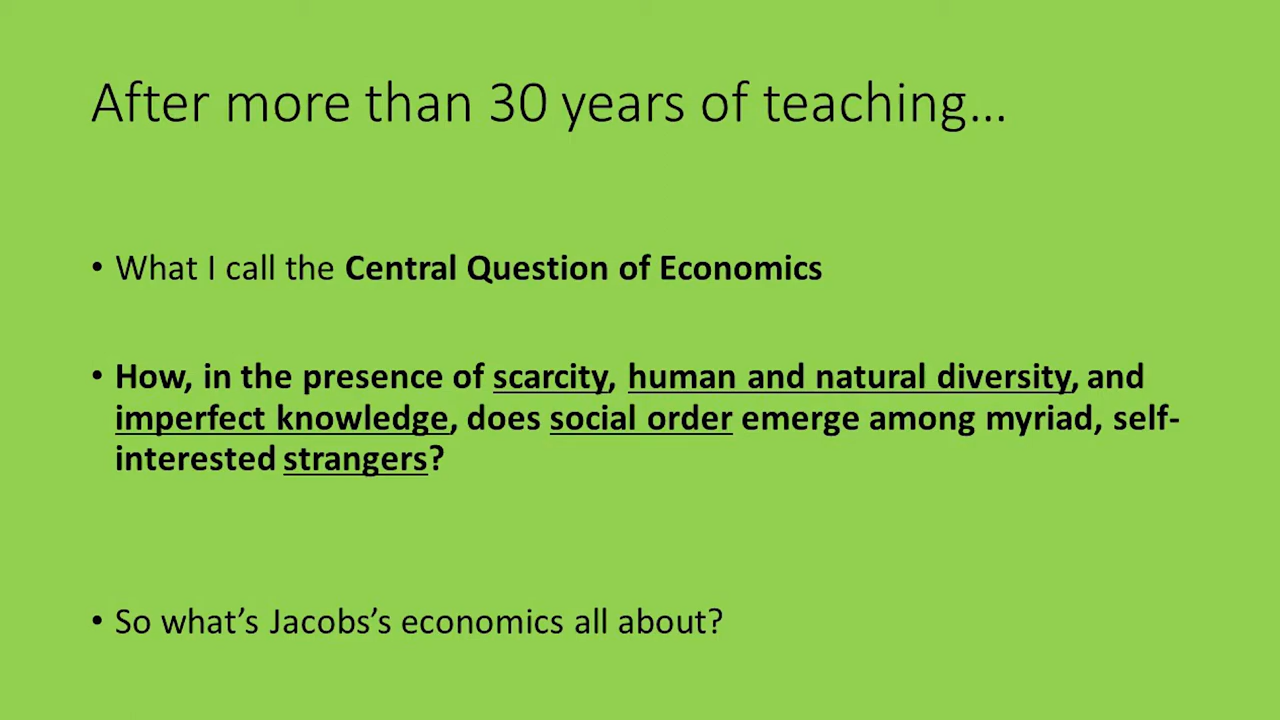 After more than 30 years of teaching...
• What I call the Central Question of Economics
• How, in the presence of scarcity, human and natural diversity, and
imperfect knowledge, does social order emerge among myriad, self-
interested strangers?
• So what’s Jacobs’s economics all about?